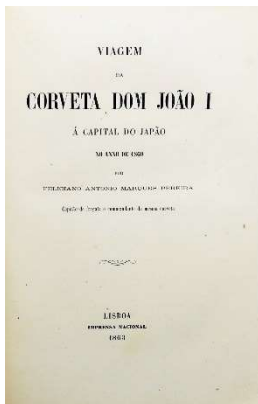 VIAGEM
DA
CORVETA DOM JOÃO I
Á CAPITAL DO JAPÃO
NO ANNO DE 1860
POR
FELICIANO ANTONIO MARQUES PEREIRA
Capitão de fragata e commandante da mesma corveta
LISBOA
IMPRENSA NACIONAL
1863